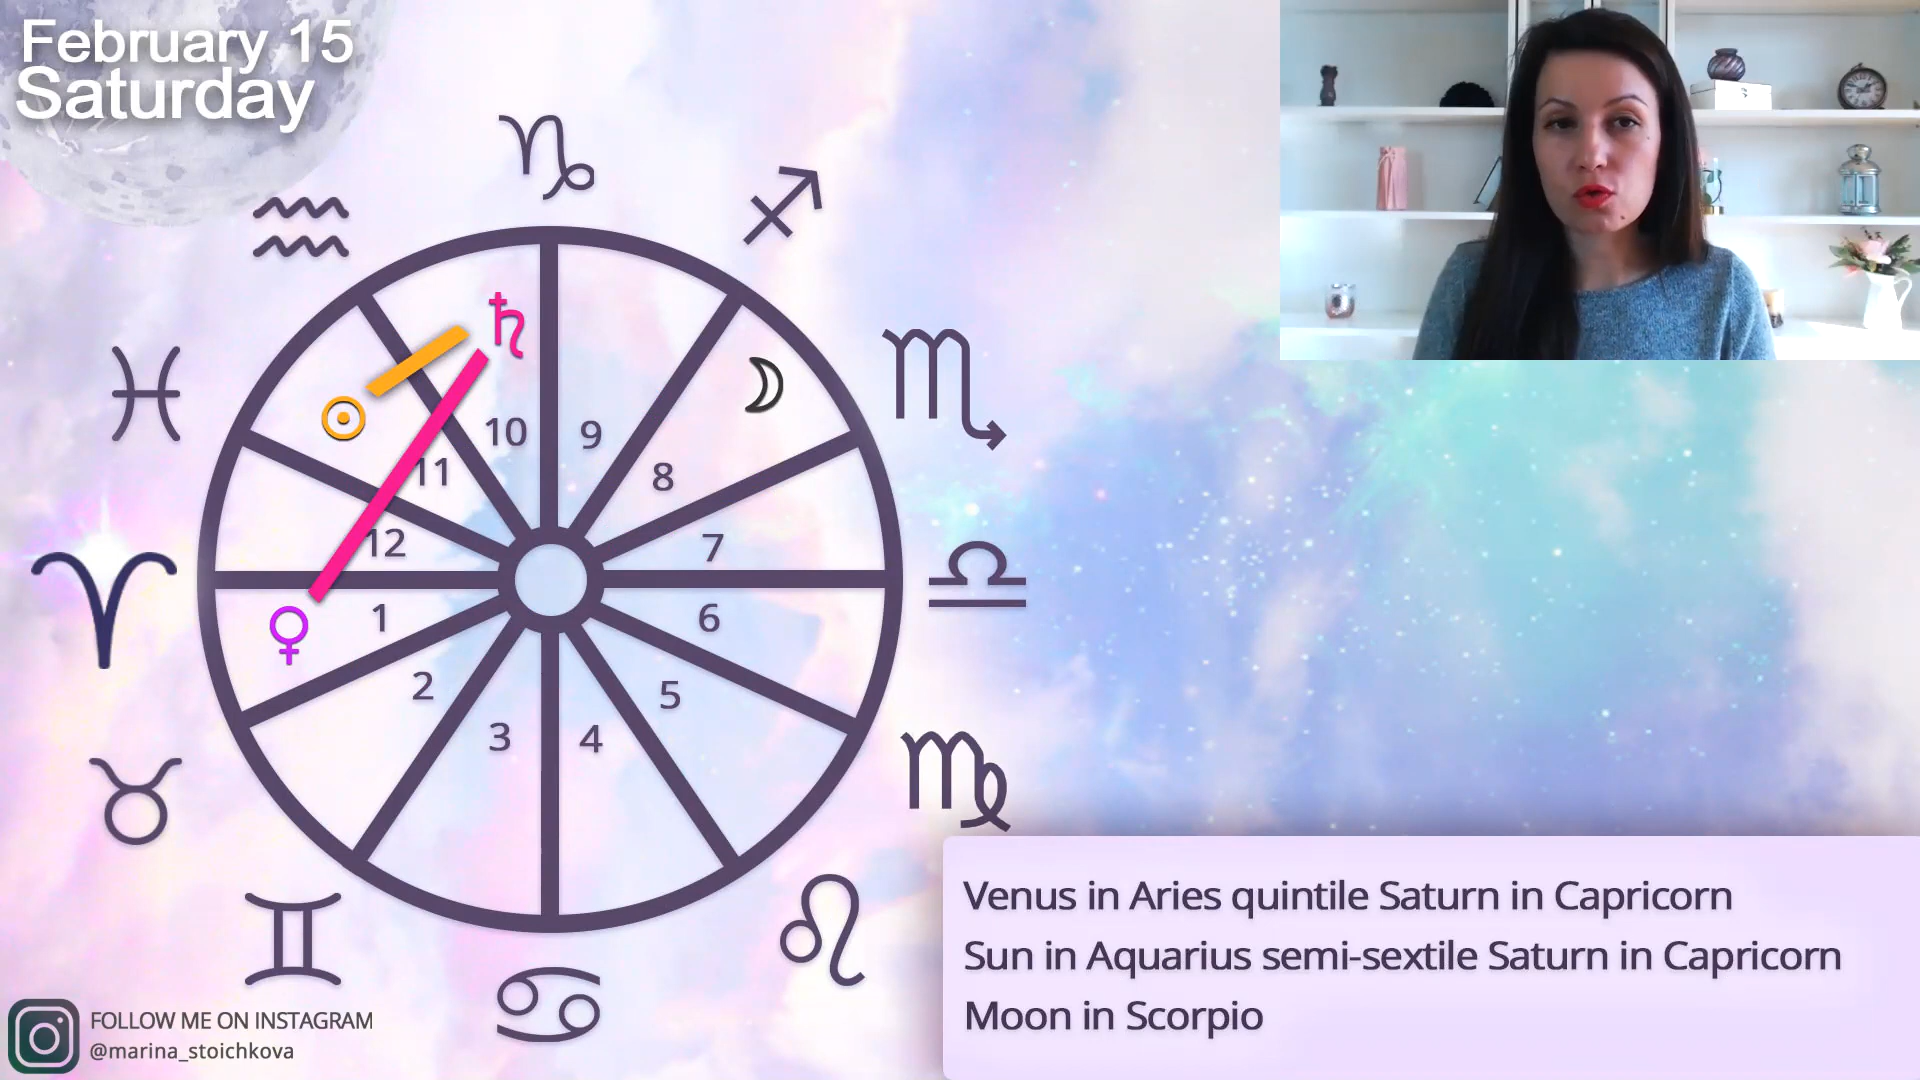 February 15
Saturday
10
9
11
8
12
7
1
6
2
5
3
4
Venus in Aries quintile Saturn in Capricorn
Sun in Aquarius semi-sextile Saturn in Capricorn
Moon in Scorpio
FOLLOW ME ON INSTAGRAM
@marina_stoichkova